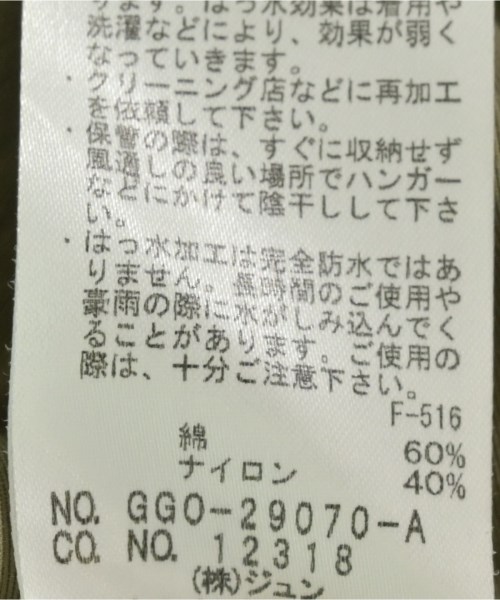 ります。はっ水効果は着用や
洗濯などにより、効果が弱く
なっていきます。
・クリーニング店などに再加工
を依頼して下さい。
・保管の際は、すぐに収納せず
風通しの良い場所でハンガー
などにかけて陰干しして下さ
い。
・はっ水加工は完全防水ではあ
りません。長時間のご使用や
豪雨の際に水がしみ込んでく
ることがあります。ご使用の
際は、十分ご注意下さい。
F-516
綿 60%
ナイロン 40%
NO. GGO-29070-A
CO. NO. 12318
(株)ジュン